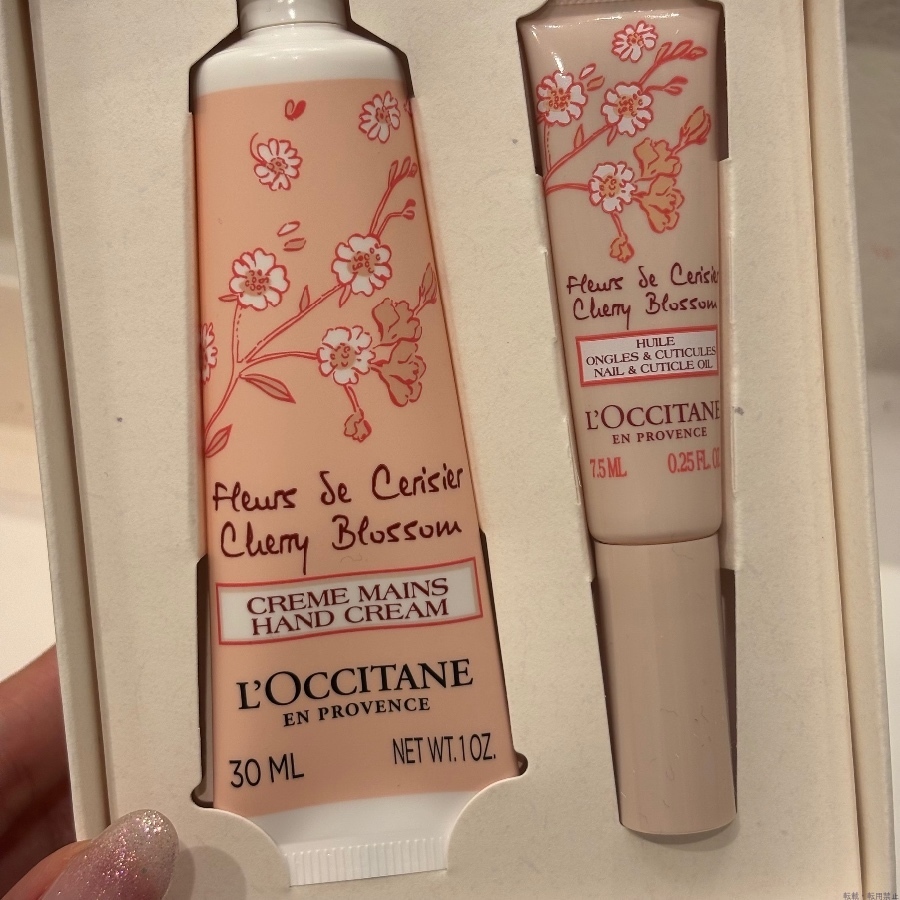 Fleurs de Cerisier
Cherry Blossom
CREME MAINS
HAND CREAM
L'OCCITANE
EN PROVENCE
30 ML
NET WT.1 OZ.
Fleurs de Cerisier
Cherry Blossom
HUILE
ONGLES & CUTICULES
NAIL & CUTICLE OIL
L'OCCITANE
EN PROVENCE
7.5 ML
0.25 FL. OZ
転載・転用禁止